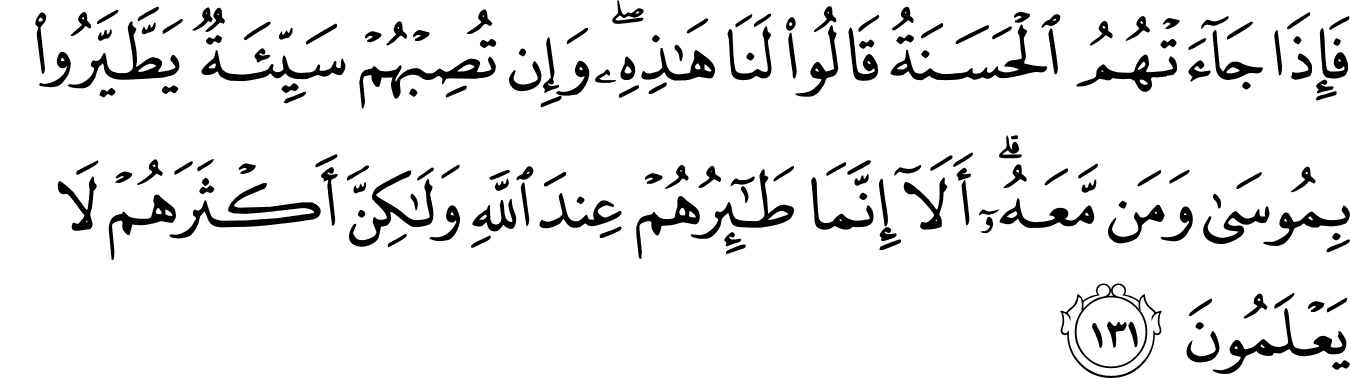 فَإِذَا جَآءَتْهُمُ ٱلْحَسَنَةُ قَالُوا۟ لَنَا هَـٰذِهِۦ ۖ وَإِن تُصِبْهُمْ سَيِّئَةٌ يَطَّيَّرُوا۟
بِمُوسَىٰ وَمَن مَّعَهُۥٓ ۗ أَلَآ إِنَّمَا طَـٰٓئِرُهُمْ عِندَ ٱللَّهِ وَلَـٰكِنَّ أَكْثَرَهُمْ لَا
يَعْلَمُونَ ١٣١